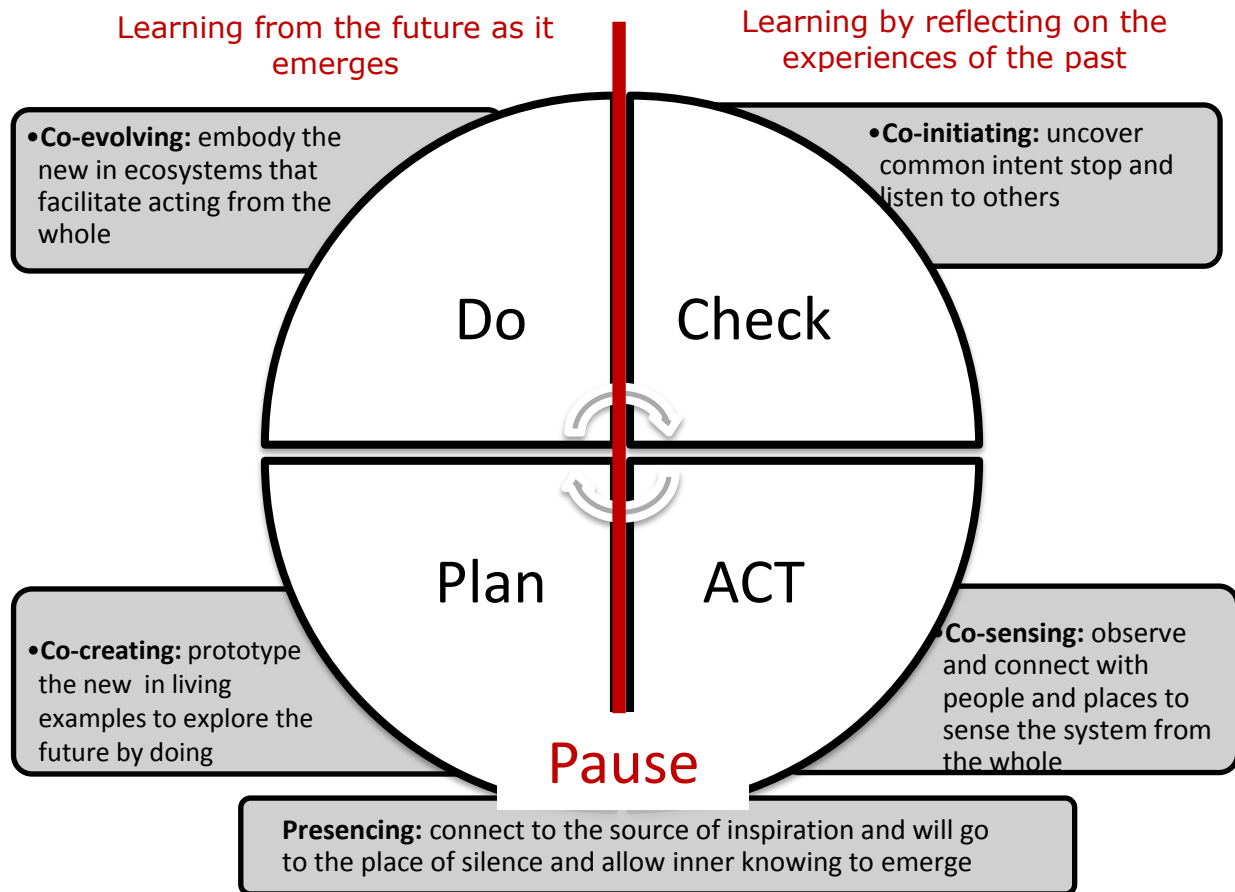 Learning from the future as it
emerges
Learning by reflecting on the
experiences of the past
•Co-evolving: embody the
new in ecosystems that
facilitate acting from the
whole
•Co-initiating: uncover
common intent stop and
listen to others
Do
Check
Plan
ACT
•Co-creating: prototype
the new in living
examples to explore the
future by doing
•Co-sensing: observe
and connect with
people and places to
sense the system from
the whole
Pause
Presencing: connect to the source of inspiration and will go
to the place of silence and allow inner knowing to emerge